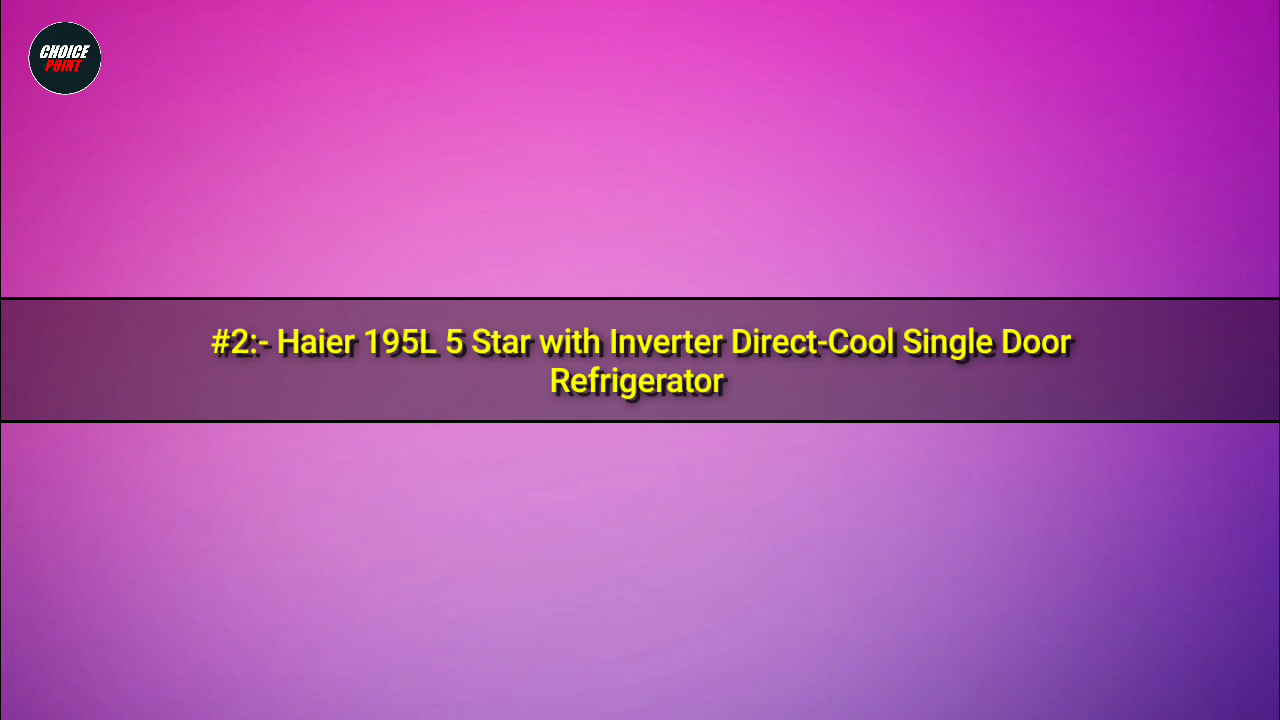 CHOICE
POINT
#2:- Haier 195L 5 Star with Inverter Direct-Cool Single Door
Refrigerator